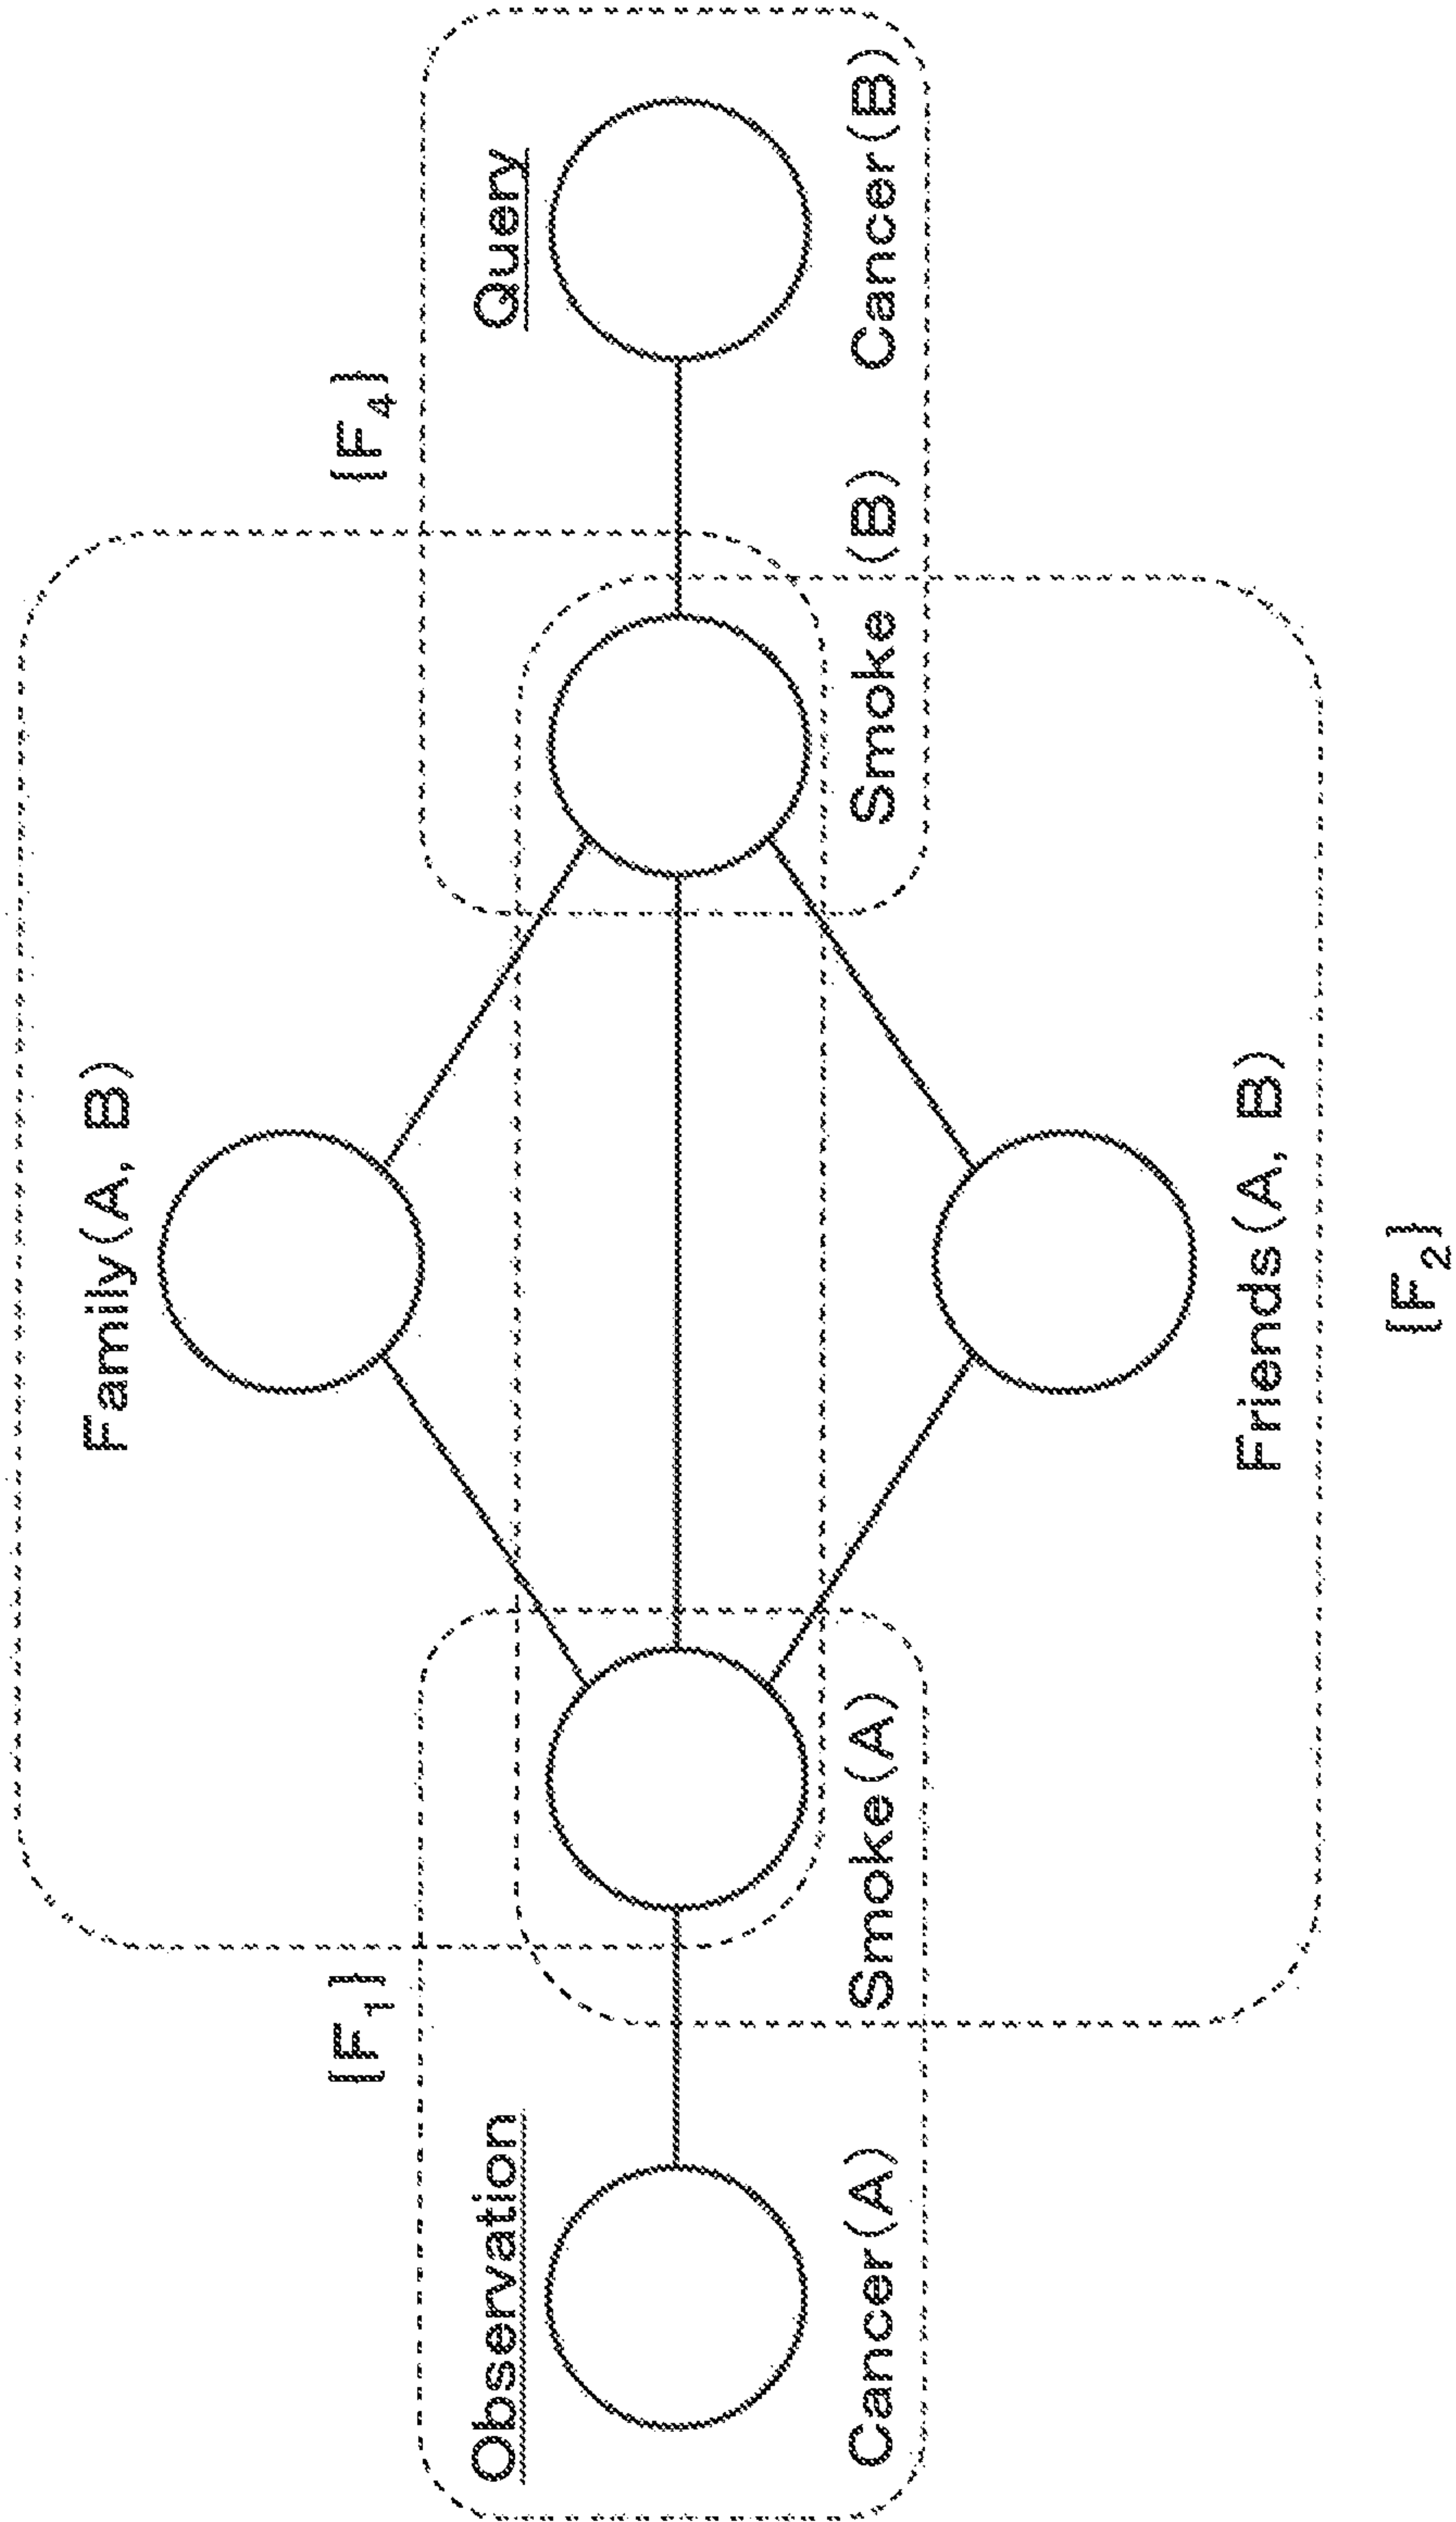 Family(A, B)
[F₁]
[F₄]
Observation
Query
Cancer(A)
Smoke(A)
Smoke (B)
Cancer(B)
Friends(A, B)
[F₂]